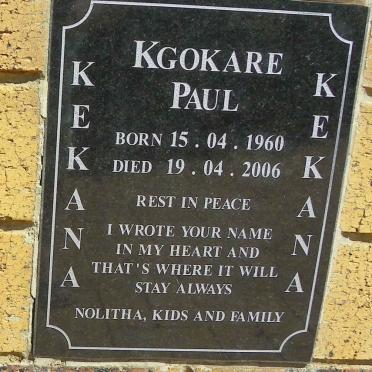 KGOKARE
PAUL
KEKANA
KEKANA
BORN 15.04.1960
DIED 19.04.2006
REST IN PEACE
I WROTE YOUR NAME
IN MY HEART AND
THAT'S WHERE IT WILL
STAY ALWAYS
NOLITHA, KIDS AND FAMILY